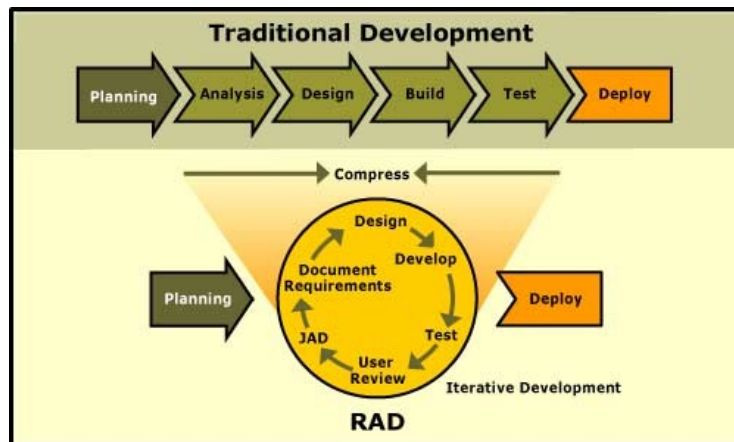 Traditional Development
Planning
Analysis
Design
Build
Test
Deploy
Compress
Design
Develop
Document
Requirements
Planning
Deploy
JAD
Test
User
Review
Iterative Development
RAD